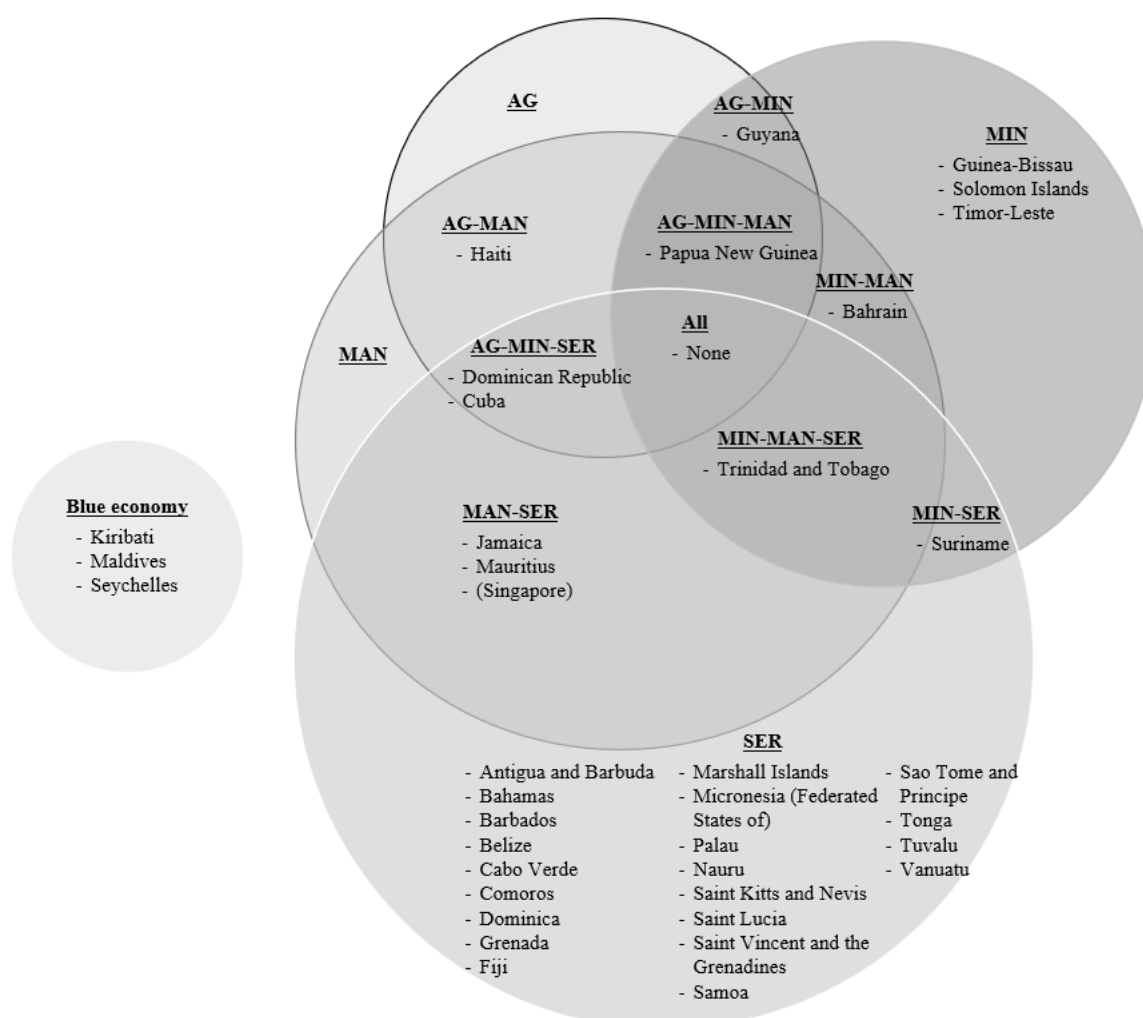 AG
AG-MIN
- Guyana
MIN
- Guinea-Bissau
- Solomon Islands
- Timor-Leste
AG-MAN
- Haiti
AG-MIN-MAN
- Papua New Guinea
MIN-MAN
- Bahrain
MAN
AG-MIN-SER
- Dominican Republic
- Cuba
All
- None
MIN-MAN-SER
- Trinidad and Tobago
Blue economy
- Kiribati
- Maldives
- Seychelles
MAN-SER
- Jamaica
- Mauritius
- (Singapore)
MIN-SER
- Suriname
SER
- Antigua and Barbuda
- Bahamas
- Barbados
- Belize
- Cabo Verde
- Comoros
- Dominica
- Grenada
- Fiji
- Marshall Islands
- Micronesia (Federated
States of)
- Palau
- Nauru
- Saint Kitts and Nevis
- Saint Lucia
- Saint Vincent and the
Grenadines
- Samoa
- Sao Tome and
Principe
- Tonga
- Tuvalu
- Vanuatu